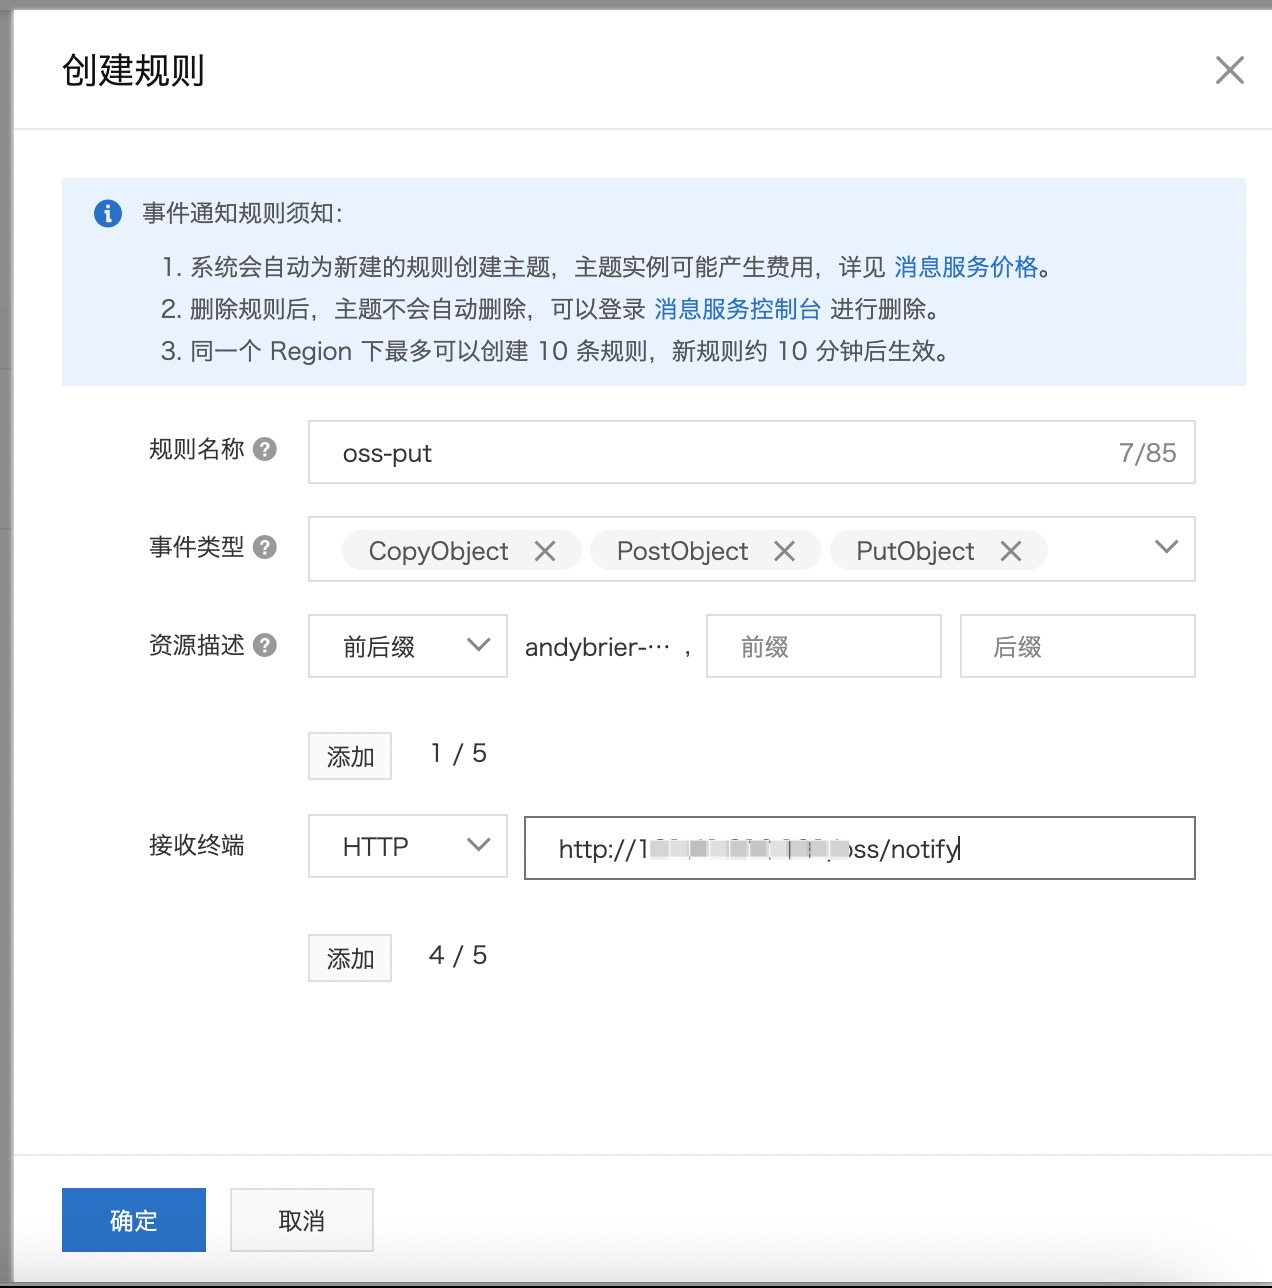 创建规则
事件通知规则须知：
1. 系统会自动为新建的规则创建主题，主题实例可能产生费用，详见 消息服务价格。
2. 删除规则后，主题不会自动删除，可以登录 消息服务控制台 进行删除。
3. 同一个 Region 下最多可以创建 10 条规则，新规则约 10 分钟后生效。
规则名称 oss-put 7/85
事件类型 CopyObject PostObject PutObject
资源描述 前后缀 andybrier-··· , 前缀 后缀
添加 1 / 5
接收终端 HTTP http://1 oss/notify
添加 4 / 5
确定 取消